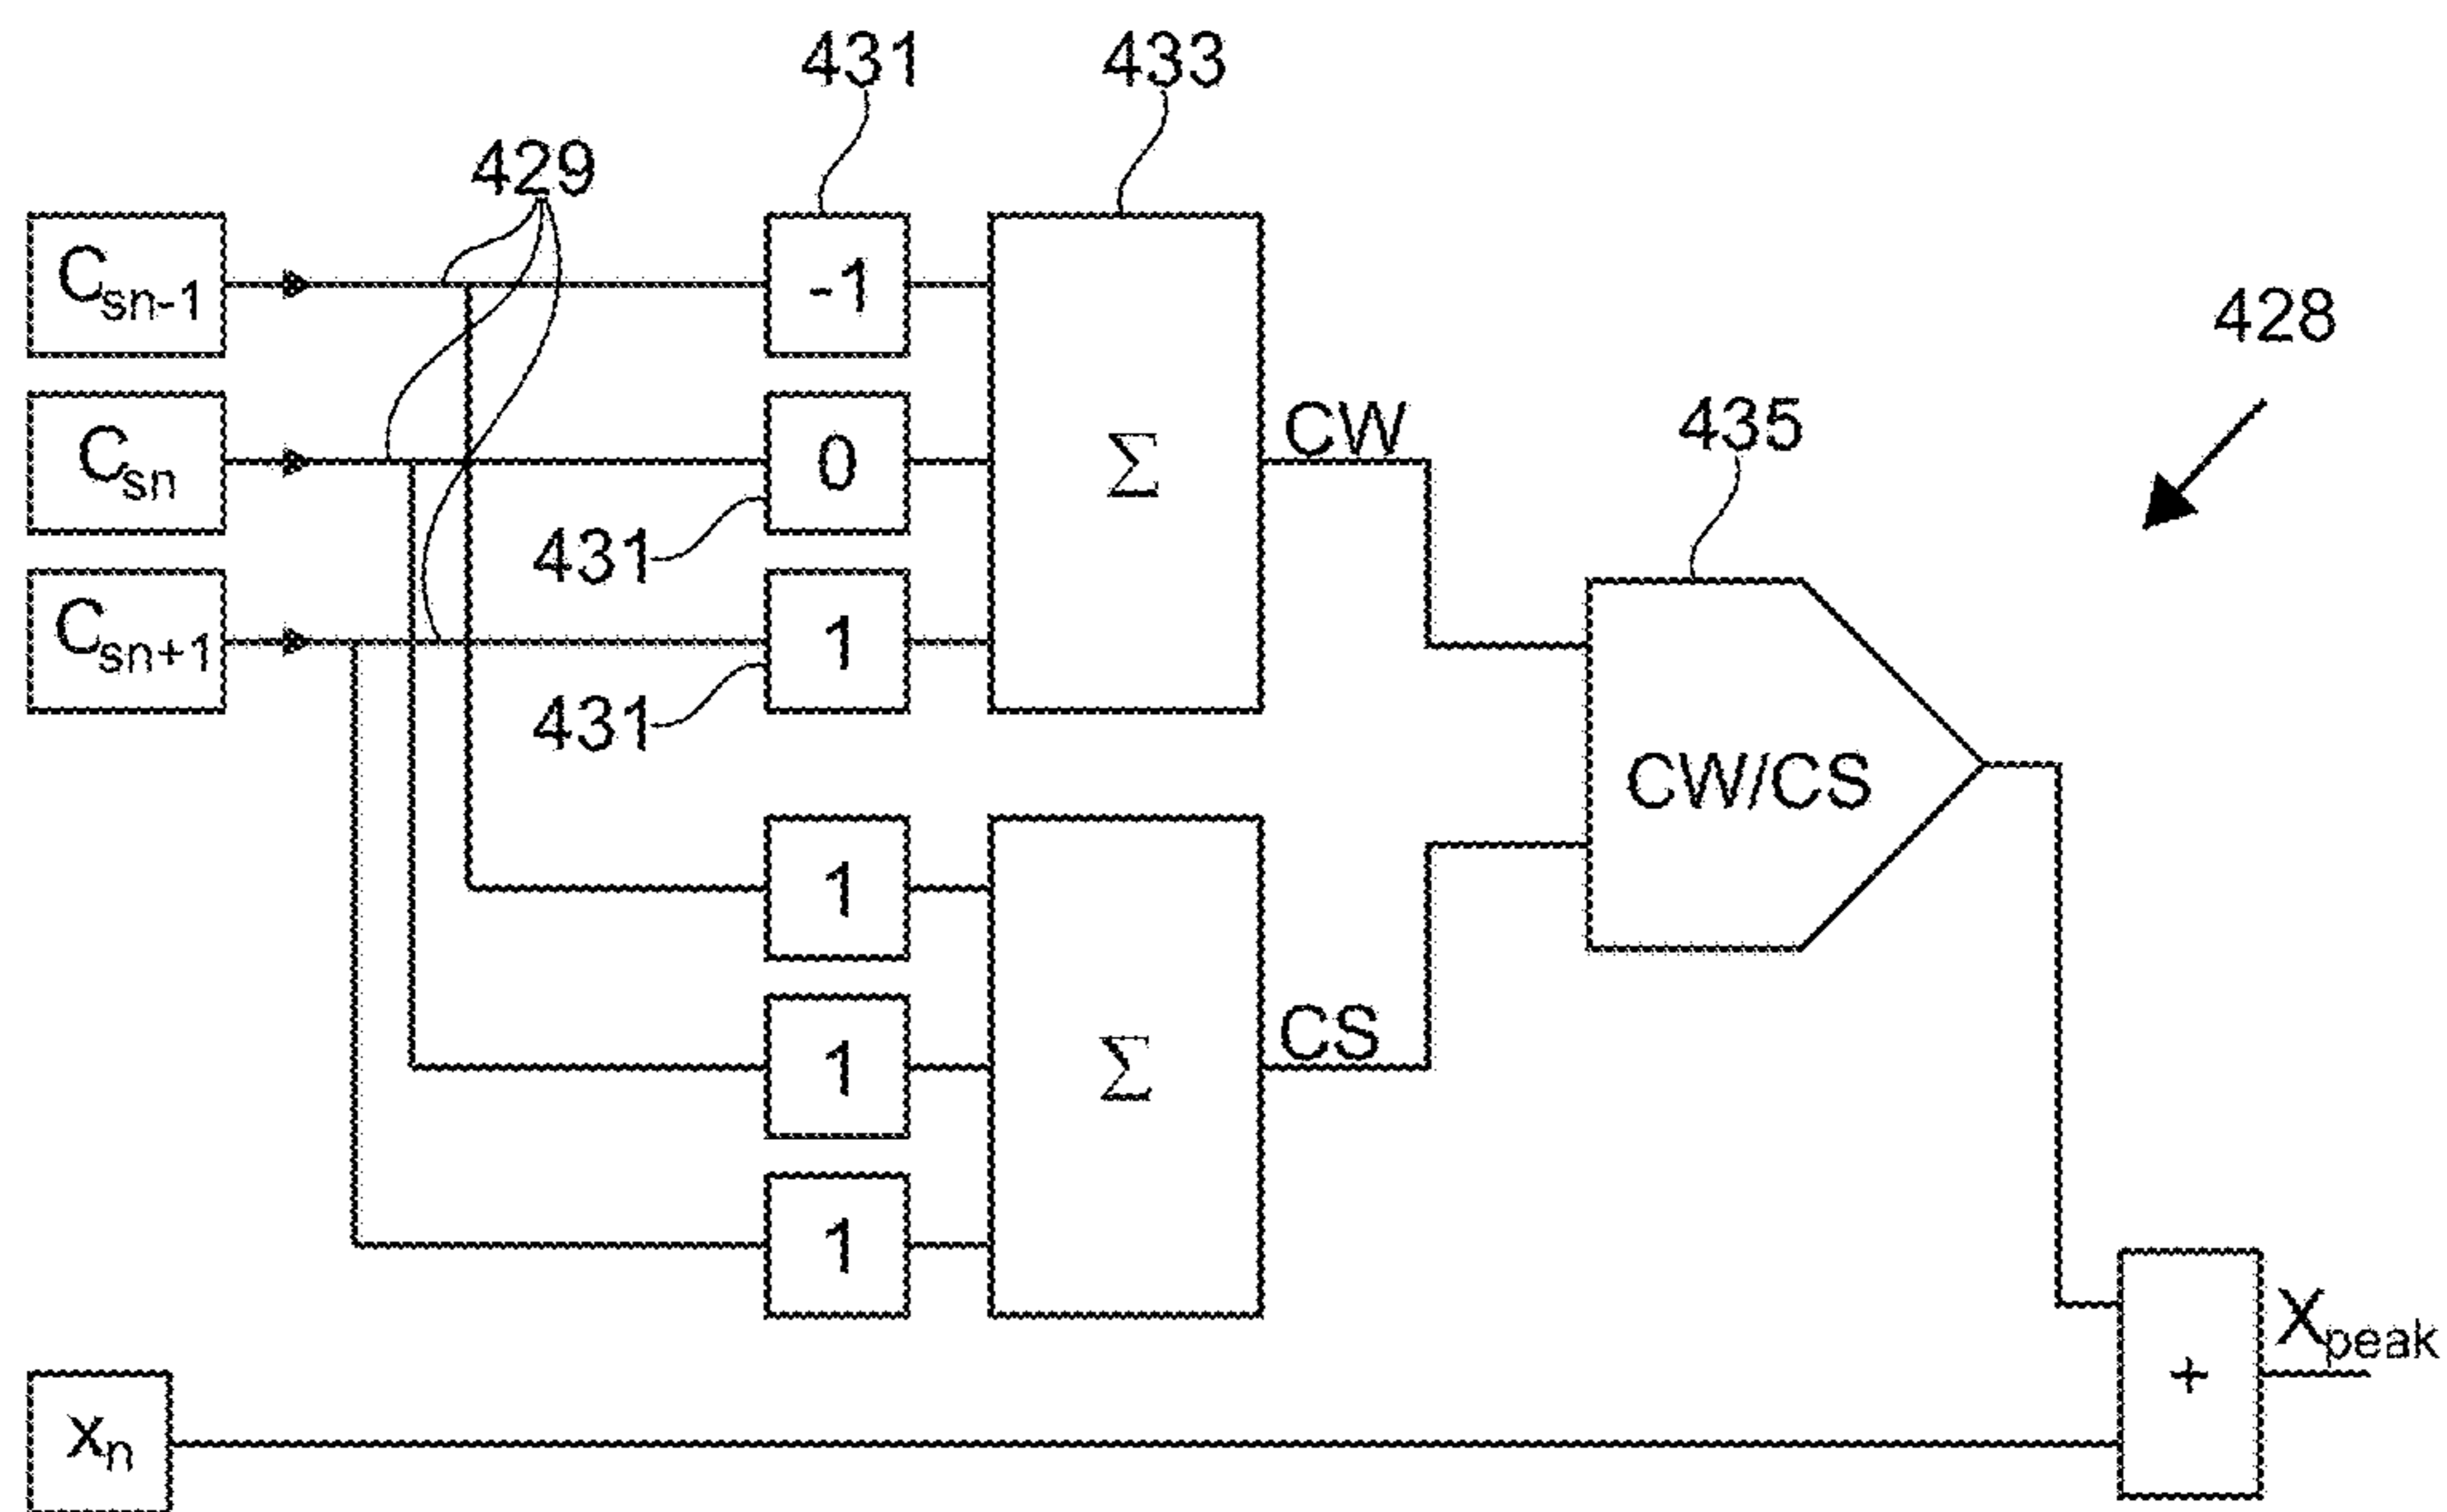 431 433
429
C_sn-1 -1
428
C_sn 0 Σ CW 435
431
C_sn+1 1
431
CW/CS
1
CS
1 Σ
1
X_peak
+
x_n